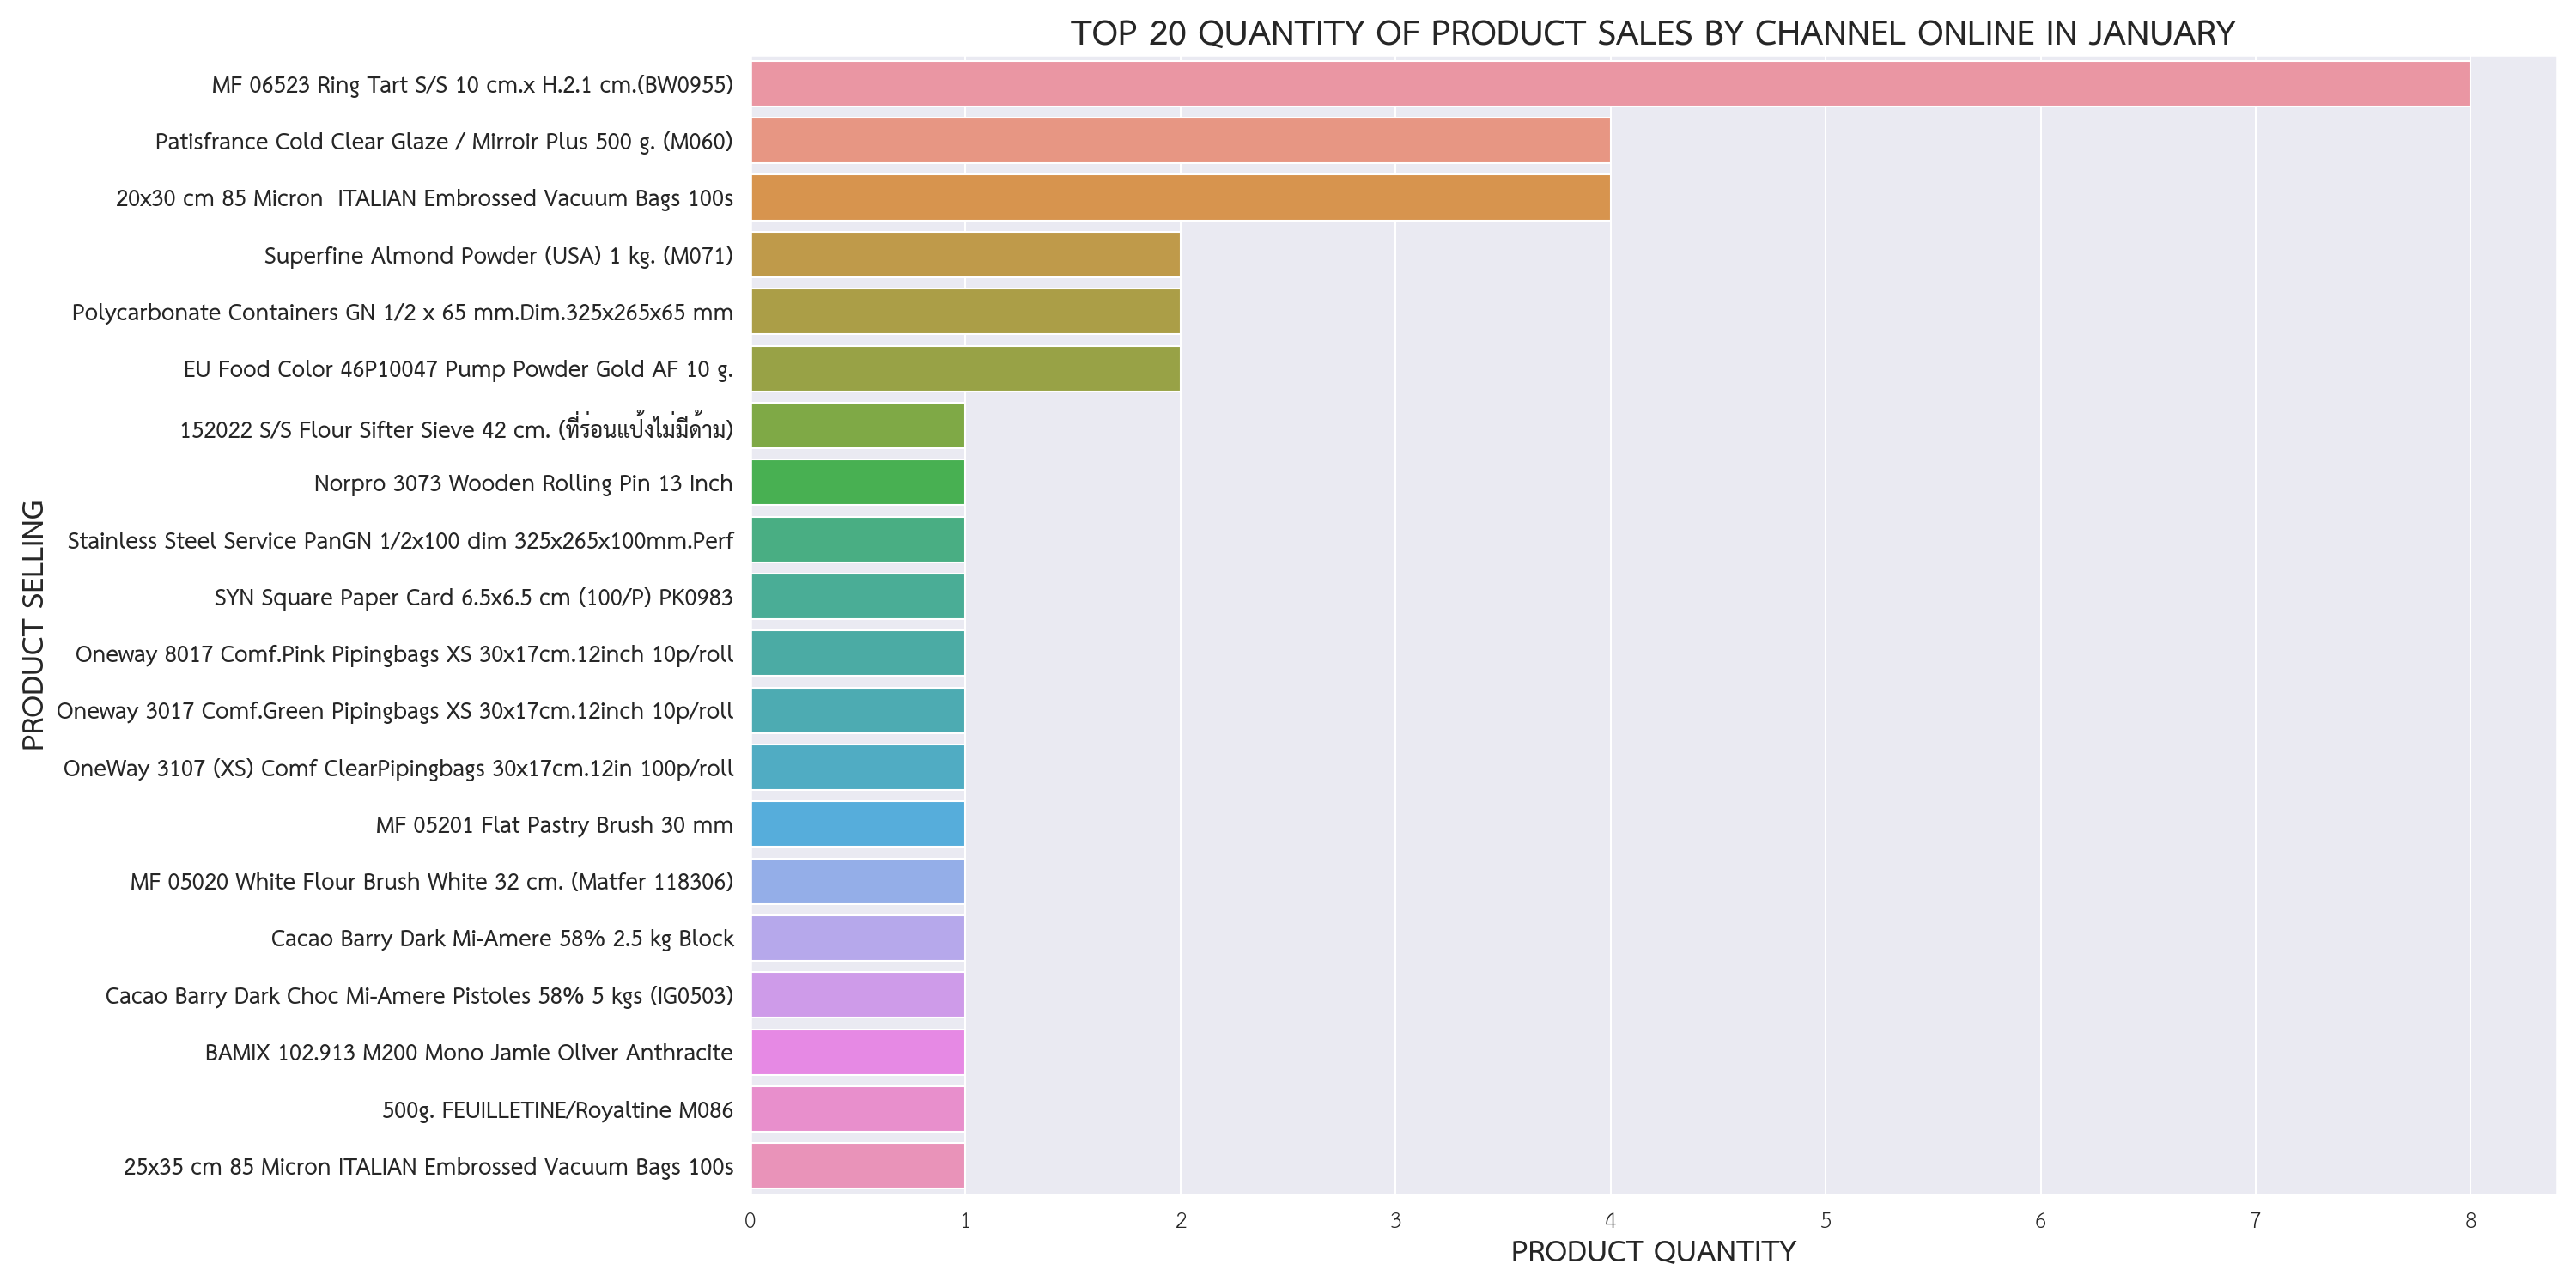 TOP 20 QUANTITY OF PRODUCT SALES BY CHANNEL ONLINE IN JANUARY
MF 06523 Ring Tart S/S 10 cm.x H.2.1 cm.(BW0955)
Patisfrance Cold Clear Glaze / Mirroir Plus 500 g. (M060)
20x30 cm 85 Micron  ITALIAN Embrossed Vacuum Bags 100s
Superfine Almond Powder (USA) 1 kg. (M071)
Polycarbonate Containers GN 1/2 x 65 mm.Dim.325x265x65 mm
EU Food Color 46P10047 Pump Powder Gold AF 10 g.
152022 S/S Flour Sifter Sieve 42 cm. (ที่ร่อนแป้งไม่มีด้าม)
Norpro 3073 Wooden Rolling Pin 13 Inch
Stainless Steel Service PanGN 1/2x100 dim 325x265x100mm.Perf
SYN Square Paper Card 6.5x6.5 cm (100/P) PK0983
Oneway 8017 Comf.Pink Pipingbags XS 30x17cm.12inch 10p/roll
Oneway 3017 Comf.Green Pipingbags XS 30x17cm.12inch 10p/roll
OneWay 3107 (XS) Comf ClearPipingbags 30x17cm.12in 100p/roll
MF 05201 Flat Pastry Brush 30 mm
MF 05020 White Flour Brush White 32 cm. (Matfer 118306)
Cacao Barry Dark Mi-Amere 58% 2.5 kg Block
Cacao Barry Dark Choc Mi-Amere Pistoles 58% 5 kgs (IG0503)
BAMIX 102.913 M200 Mono Jamie Oliver Anthracite
500g. FEUILLETINE/Royaltine M086
25x35 cm 85 Micron ITALIAN Embrossed Vacuum Bags 100s
PRODUCT SELLING
0 1 2 3 4 5 6 7 8
PRODUCT QUANTITY